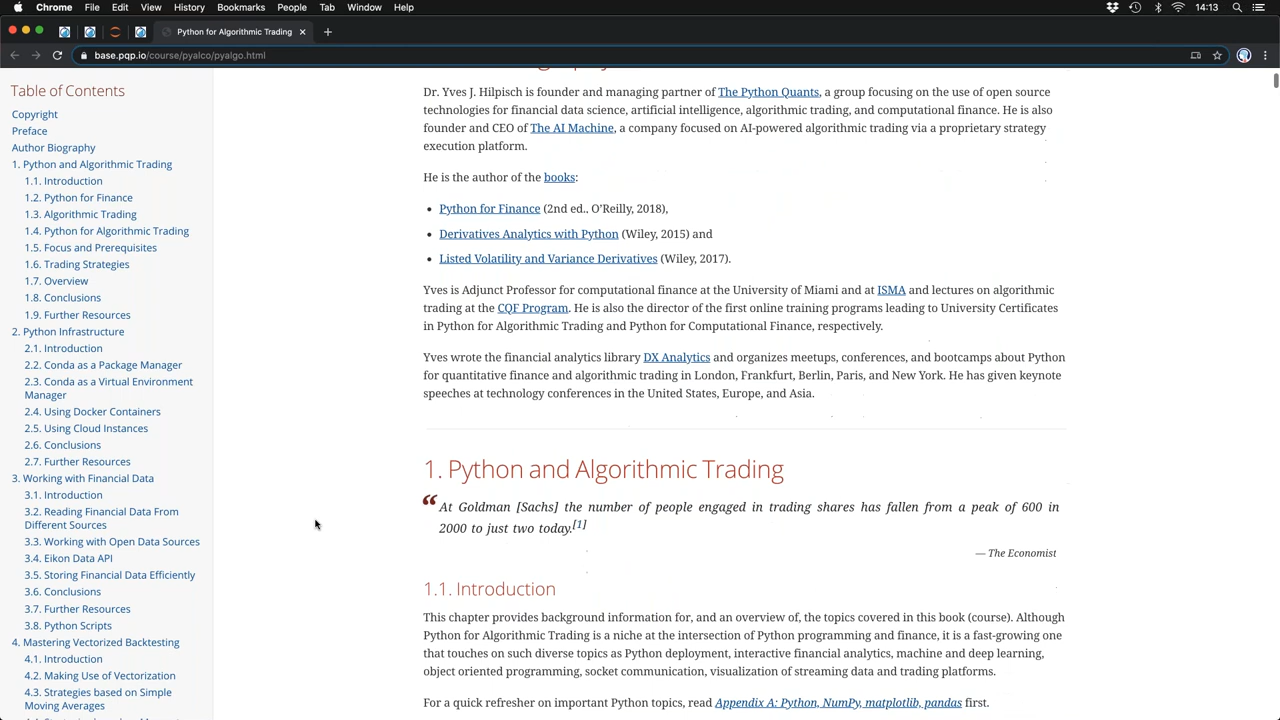 Chrome File Edit View History Bookmarks People Tab Window Help 14:13
Python for Algorithmic Trading
base.pqp.io/course/pyalco/pyalgo.html
Table of Contents
Copyright
Preface
Author Biography
1. Python and Algorithmic Trading
1.1. Introduction
1.2. Python for Finance
1.3. Algorithmic Trading
1.4. Python for Algorithmic Trading
1.5. Focus and Prerequisites
1.6. Trading Strategies
1.7. Overview
1.8. Conclusions
1.9. Further Resources
2. Python Infrastructure
2.1. Introduction
2.2. Conda as a Package Manager
2.3. Conda as a Virtual Environment
Manager
2.4. Using Docker Containers
2.5. Using Cloud Instances
2.6. Conclusions
2.7. Further Resources
3. Working with Financial Data
3.1. Introduction
3.2. Reading Financial Data From
Different Sources
3.3. Working with Open Data Sources
3.4. Eikon Data API
3.5. Storing Financial Data Efficiently
3.6. Conclusions
3.7. Further Resources
3.8. Python Scripts
4. Mastering Vectorized Backtesting
4.1. Introduction
4.2. Making Use of Vectorization
4.3. Strategies based on Simple
Moving Averages
Dr. Yves J. Hilpisch is founder and managing partner of The Python Quants, a group focusing on the use of open source
technologies for financial data science, artificial intelligence, algorithmic trading, and computational finance. He is also
founder and CEO of The AI Machine, a company focused on AI-powered algorithmic trading via a proprietary strategy
execution platform.
He is the author of the books:
• Python for Finance (2nd ed., O’Reilly, 2018),
• Derivatives Analytics with Python (Wiley, 2015) and
• Listed Volatility and Variance Derivatives (Wiley, 2017).
Yves is Adjunct Professor for computational finance at the University of Miami and at ISMA and lectures on algorithmic
trading at the CQF Program. He is also the director of the first online training programs leading to University Certificates
in Python for Algorithmic Trading and Python for Computational Finance, respectively.
Yves wrote the financial analytics library DX Analytics and organizes meetups, conferences, and bootcamps about Python
for quantitative finance and algorithmic trading in London, Frankfurt, Berlin, Paris, and New York. He has given keynote
speeches at technology conferences in the United States, Europe, and Asia.
1. Python and Algorithmic Trading
“ At Goldman [Sachs] the number of people engaged in trading shares has fallen from a peak of 600 in
2000 to just two today.[1]
— The Economist
1.1. Introduction
This chapter provides background information for, and an overview of, the topics covered in this book (course). Although
Python for Algorithmic Trading is a niche at the intersection of Python programming and finance, it is a fast-growing one
that touches on such diverse topics as Python deployment, interactive financial analytics, machine and deep learning,
object oriented programming, socket communication, visualization of streaming data and trading platforms.
For a quick refresher on important Python topics, read Appendix A: Python, NumPy, matplotlib, pandas first.